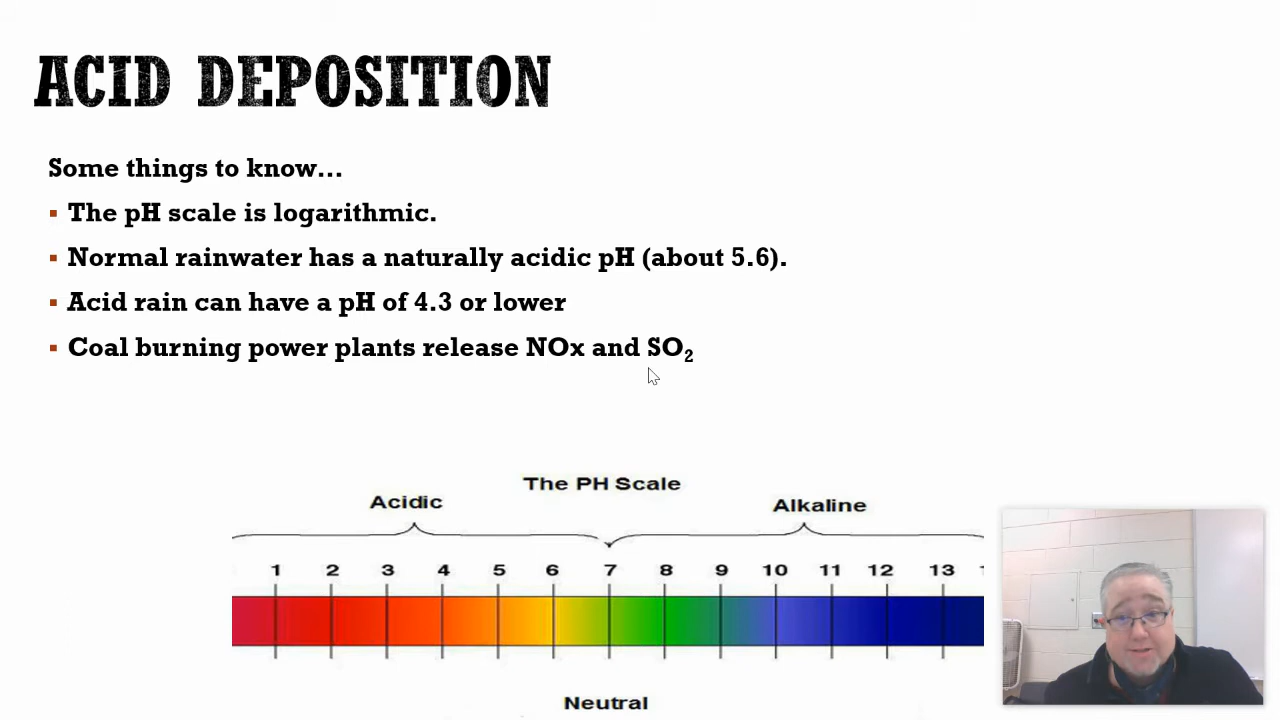 ACID DEPOSITION
Some things to know...
▪ The pH scale is logarithmic.
▪ Normal rainwater has a naturally acidic pH (about 5.6).
▪ Acid rain can have a pH of 4.3 or lower
▪ Coal burning power plants release NOx and SO₂
The PH Scale
Acidic Alkaline
1 2 3 4 5 6 7 8 9 10 11 12 13
Neutral